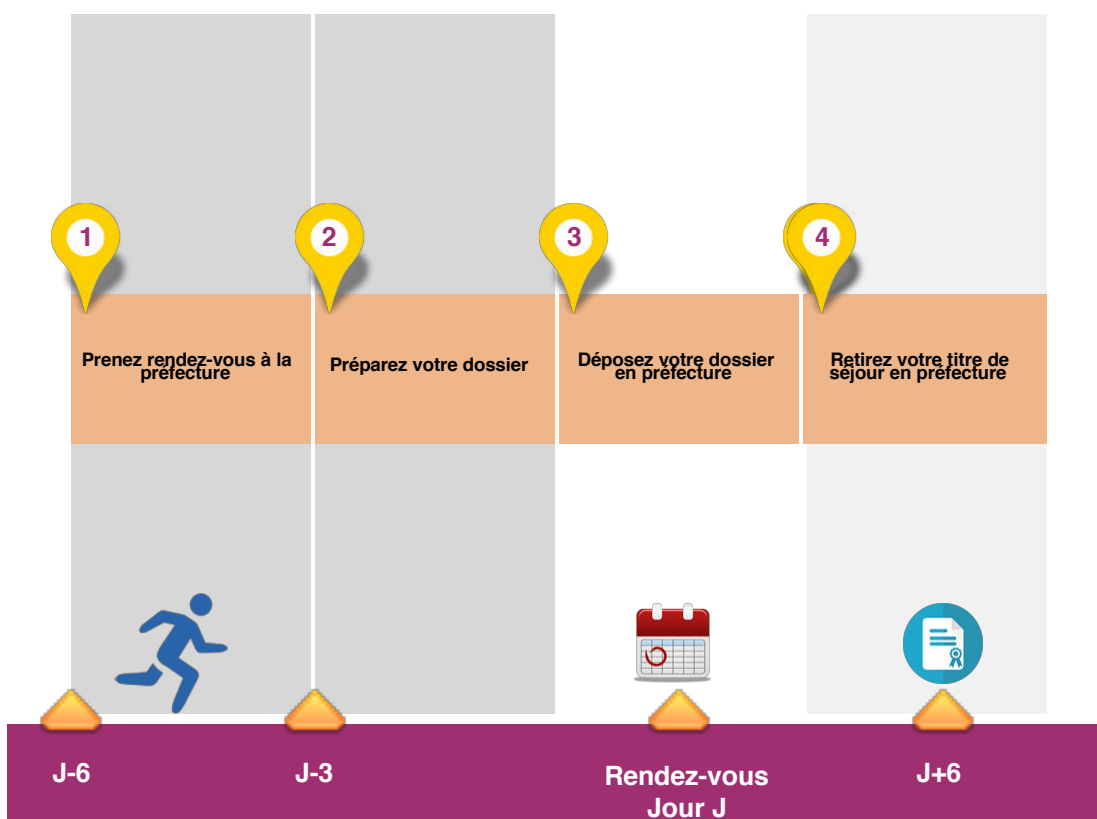 1
2
3
4
Prenez rendez-vous à la
préfecture
Préparez votre dossier
Déposez votre dossier
en préfecture
Retirez votre titre de
séjour en préfecture
J-6
J-3
Rendez-vous
Jour J
J+6